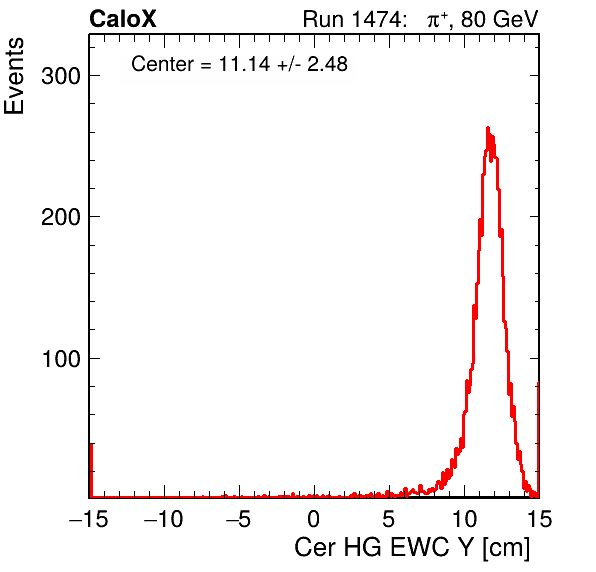 CaloX Run 1474: π⁺, 80 GeV
Center = 11.14 +/- 2.48
Events
300
200
100
−15 −10 −5 0 5 10 15
Cer HG EWC Y [cm]